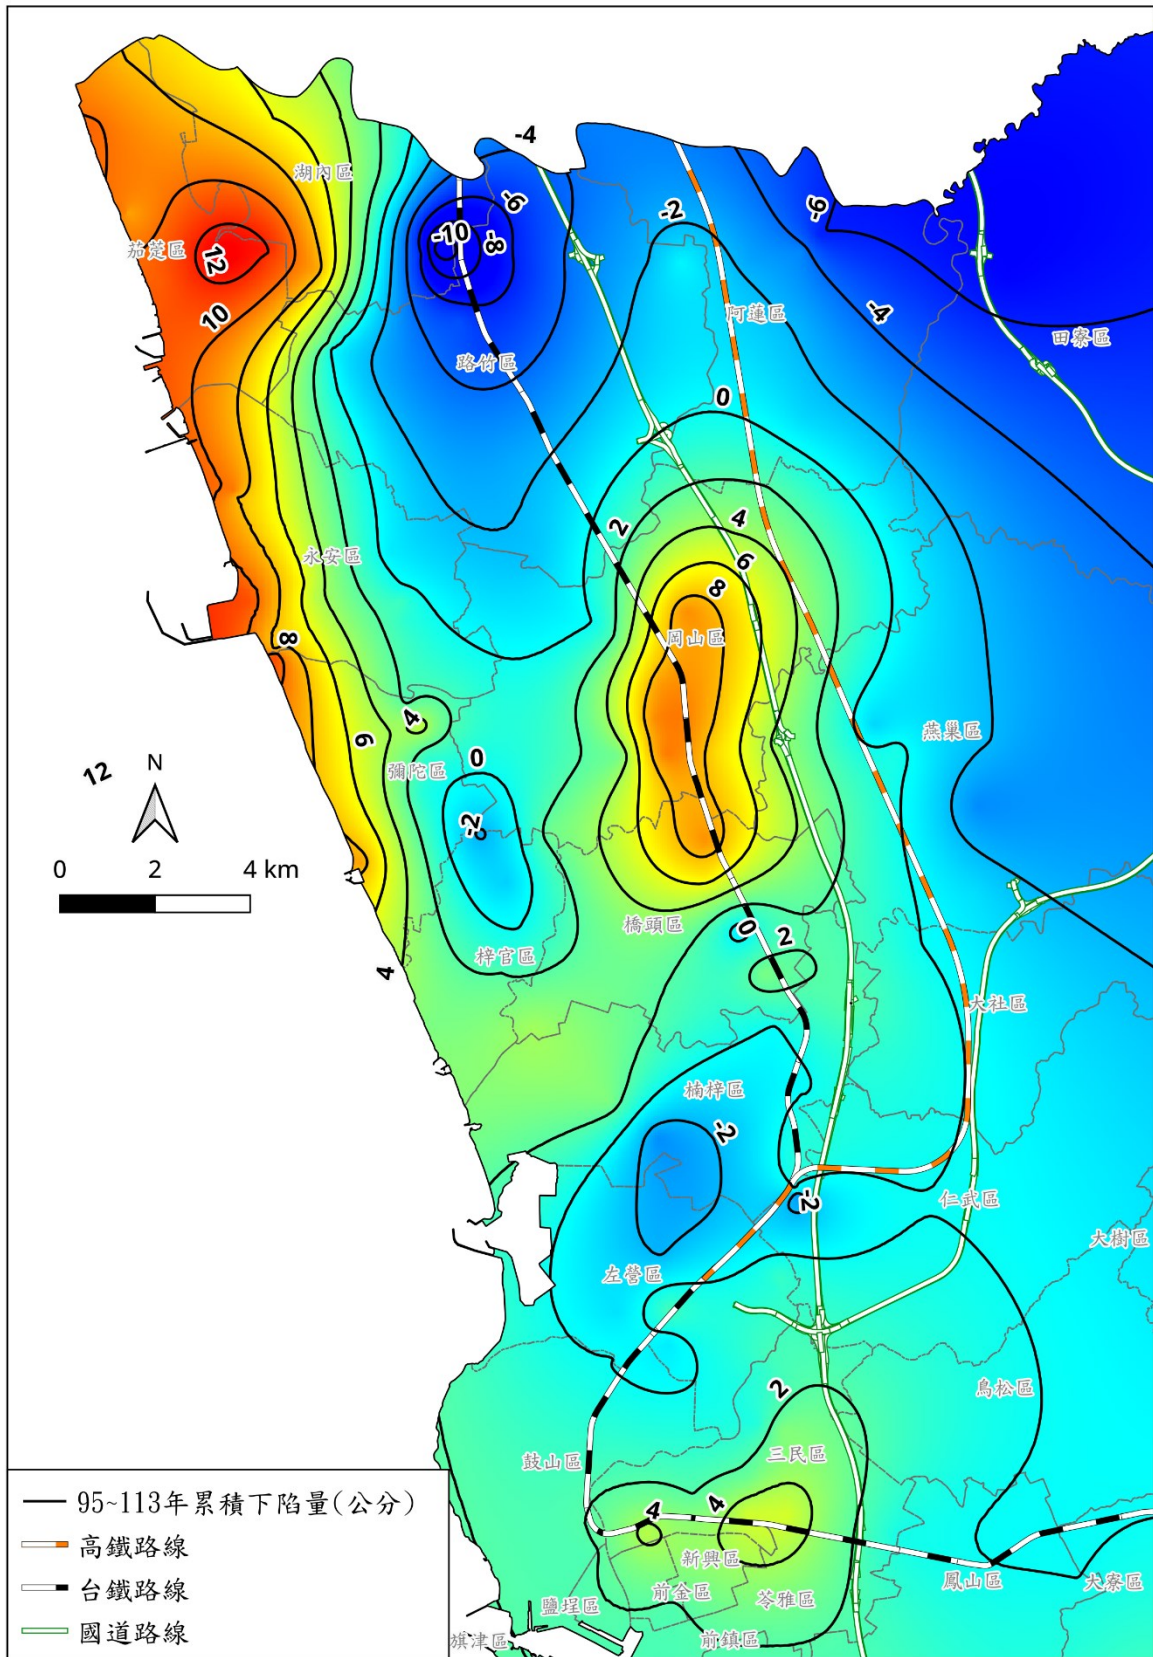 -4
湖內區
-6
-2
-6
茄萣區
12
-10
-8
10
阿蓮區
-4
田寮區
路竹區
0
2
4
永安區
6
8
8
岡山區
4
6
燕巢區
彌陀區
0
12
N
-2
0 2 4 km
橋頭區
0
2
梓官區
4
大社區
楠梓區
-2
-2
仁武區
大樹區
左營區
2
鳥松區
鼓山區
三民區
4
4
新興區
鳳山區
大寮區
前金區
苓雅區
鹽埕區
旗津區
前鎮區
95~113年累積下陷量(公分)
高鐵路線
台鐵路線
國道路線